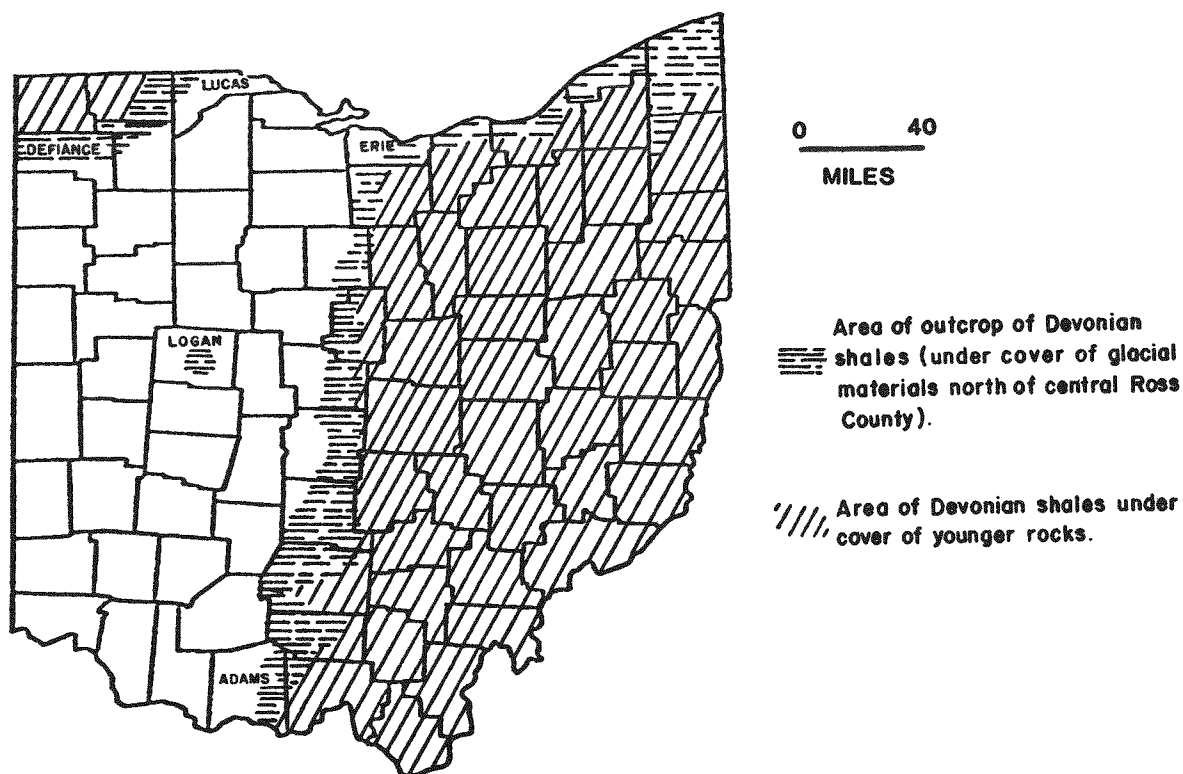 LUCAS
DEFIANCE
ERIE
LOGAN
ADAMS
0 40
MILES
Area of outcrop of Devonian
shales (under cover of glacial
materials north of central Ross
County).
Area of Devonian shales under
cover of younger rocks.